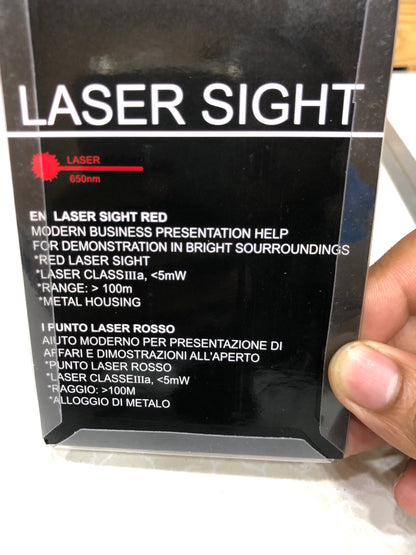 LASER SIGHT
LASER
650nm
EN LASER SIGHT RED
MODERN BUSINESS PRESENTATION HELP
FOR DEMONSTRATION IN BRIGHT SOURROUNDINGS
*RED LASER SIGHT
*LASER CLASSIIIa, <5mW
*RANGE: > 100m
*METAL HOUSING
I PUNTO LASER ROSSO
AIUTO MODERNO PER PRESENTAZIONE DI
AFFARI E DIMOSTRAZIONI ALL'APERTO
*PUNTO LASER ROSSO
*LASER CLASSEIIIa, <5mW
*RAGGIO: >100M
*ALLOGGIO DI METALO